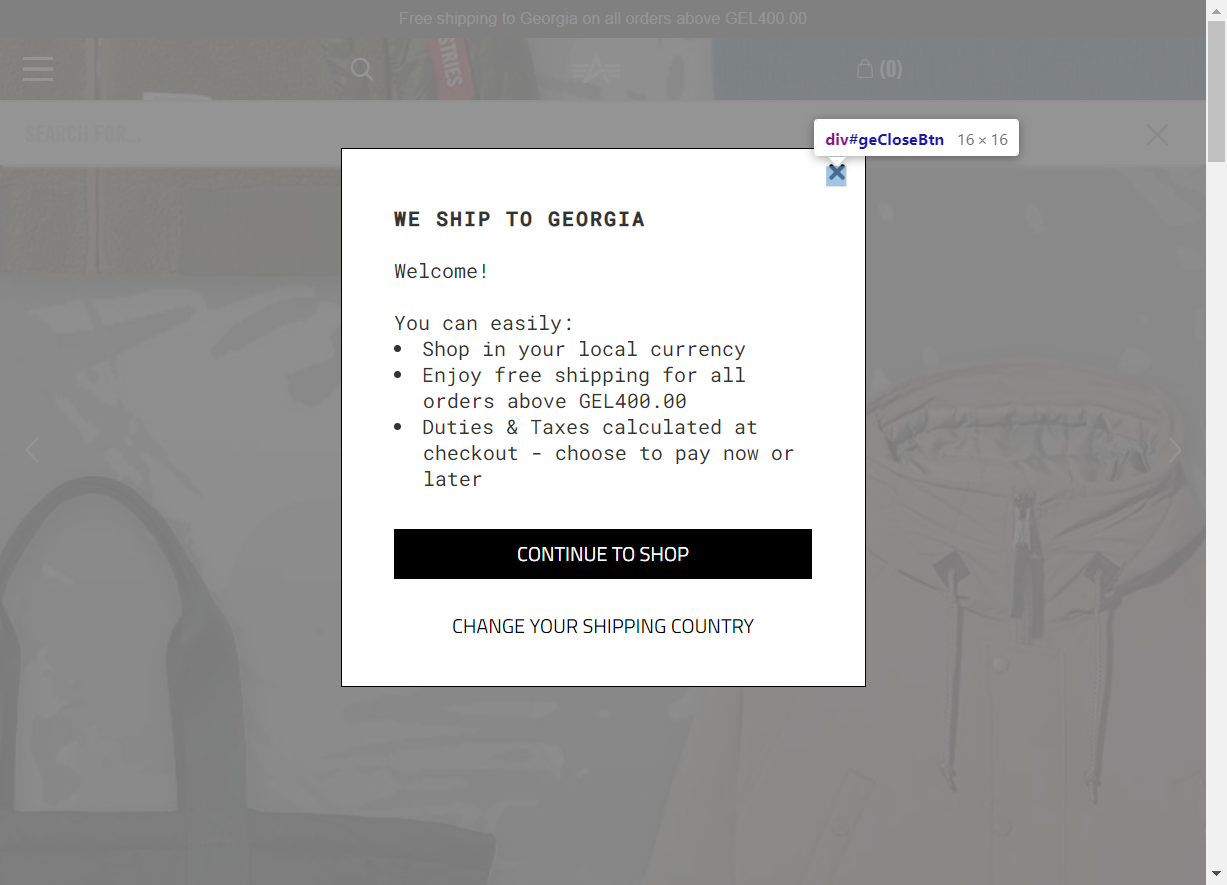 Free shipping to Georgia on all orders above GEL400.00
STRIES
(0)
SEARCH FOR...
div#geCloseBtn 16 × 16
WE SHIP TO GEORGIA
Welcome!
You can easily:
• Shop in your local currency
• Enjoy free shipping for all
orders above GEL400.00
• Duties & Taxes calculated at
checkout - choose to pay now or
later
CONTINUE TO SHOP
CHANGE YOUR SHIPPING COUNTRY